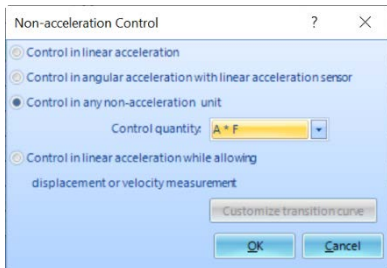 Non-acceleration Control ? ×
Control in linear acceleration
Control in angular acceleration with linear acceleration sensor
Control in any non-acceleration unit
Control quantity: A * F
Control in linear acceleration while allowing
displacement or velocity measurement
Customize transition curve
OK Cancel